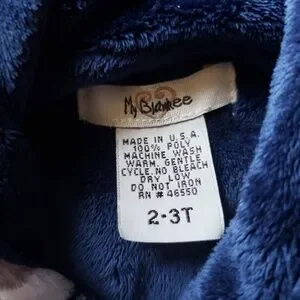 My Blankee
MADE IN U.S.A.
100% POLY
MACHINE WASH
WARM. GENTLE
CYCLE. NO BLEACH
DRY LOW
DO NOT IRON
RN # 46550
2-3T